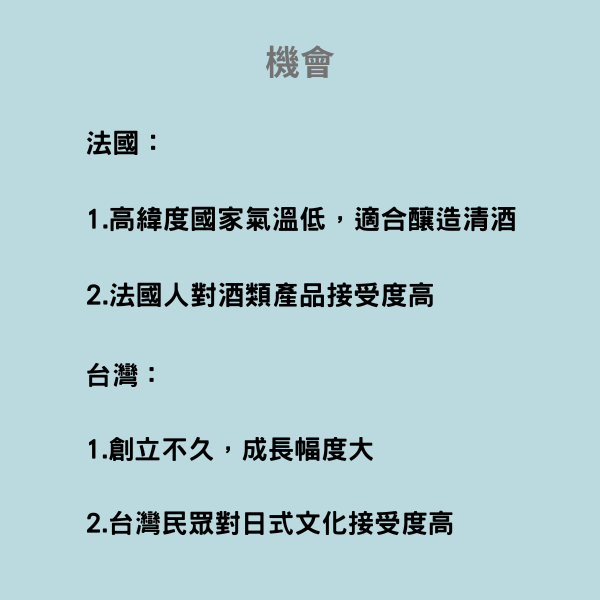 機會
法國：
1.高緯度國家氣溫低，適合釀造清酒
2.法國人對酒類產品接受度高
台灣：
1.創立不久，成長幅度大
2.台灣民眾對日式文化接受度高